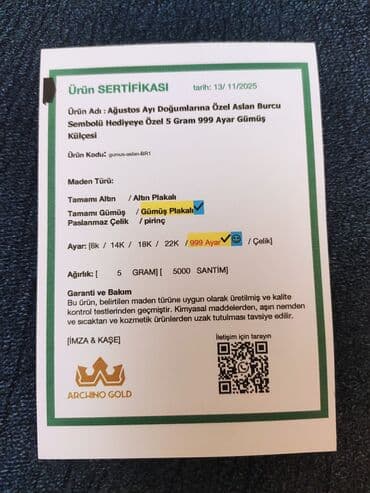 Ürün SERTİFİKASI tarih: 13/ 11/2025
Ürün Adı : Ağustos Ayı Doğumlarına Özel Aslan Burcu
Sembolü Hediyeye Özel 5 Gram 999 Ayar Gümüş
Külçesi
Ürün Kodu: gumus-aslan-BR1
Maden Türü:
Tamamı Altın / Altın Plakalı
Tamamı Gümüş / Gümüş Plakalı
Paslanmaz Çelik / pirinç
Ayar: [8k / 14K / 18K / 22K / 999 Ayar / Çelik]
Ağırlık: [ 5 GRAM] [ 5000 SANTİM]
Garanti ve Bakım
Bu ürün, belirtilen maden türüne uygun olarak üretilmiş ve kalite
kontrol testlerinden geçmiştir. Kimyasal maddelerden, aşırı nemden
ve sıcaktan ve kozmetik ürünlerden uzak tutulması tavsiye edilir.
[İMZA & KAŞE]
İletişim için tarayın
ARCHINO GOLD